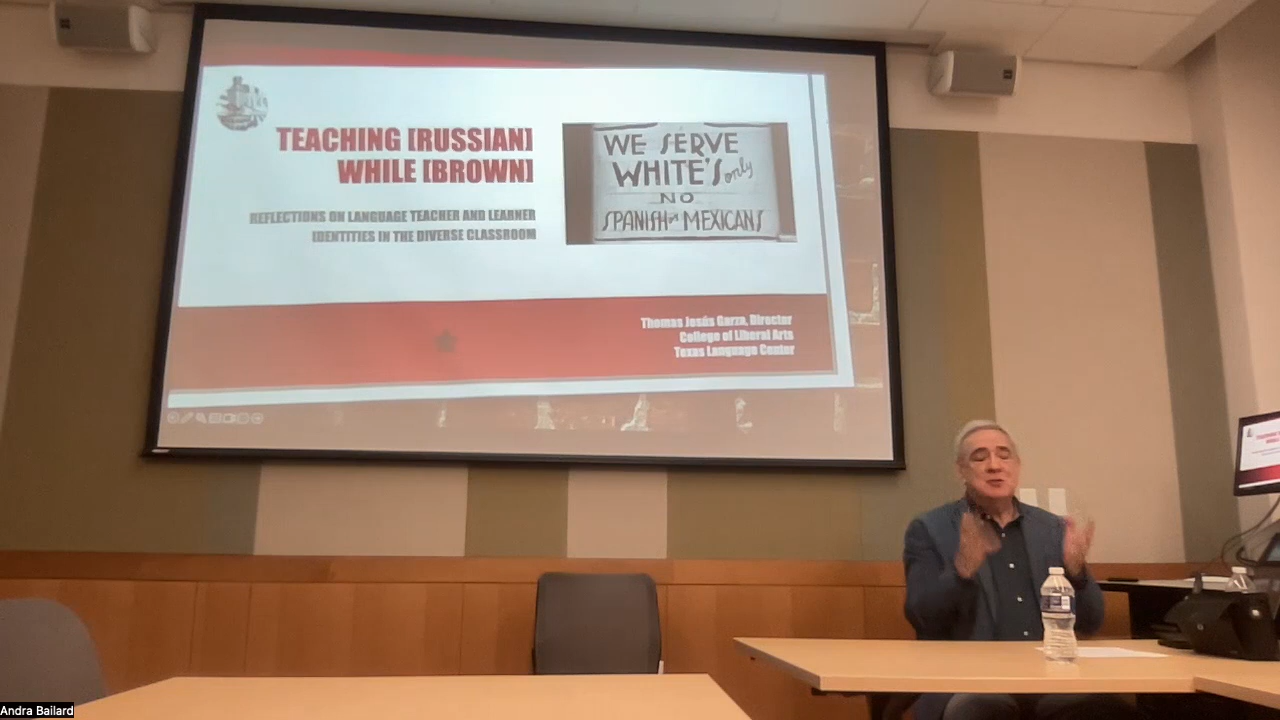 TEACHING [RUSSIAN]
WHILE [BROWN]
REFLECTIONS ON LANGUAGE TEACHER AND LEARNER
IDENTITIES IN THE DIVERSE CLASSROOM
WE SERVE
WHITE'S only
NO
SPANISH or MEXICANS
Thomas Jesús Garza, Director
College of Liberal Arts
Texas Language Center
Andra Bailard